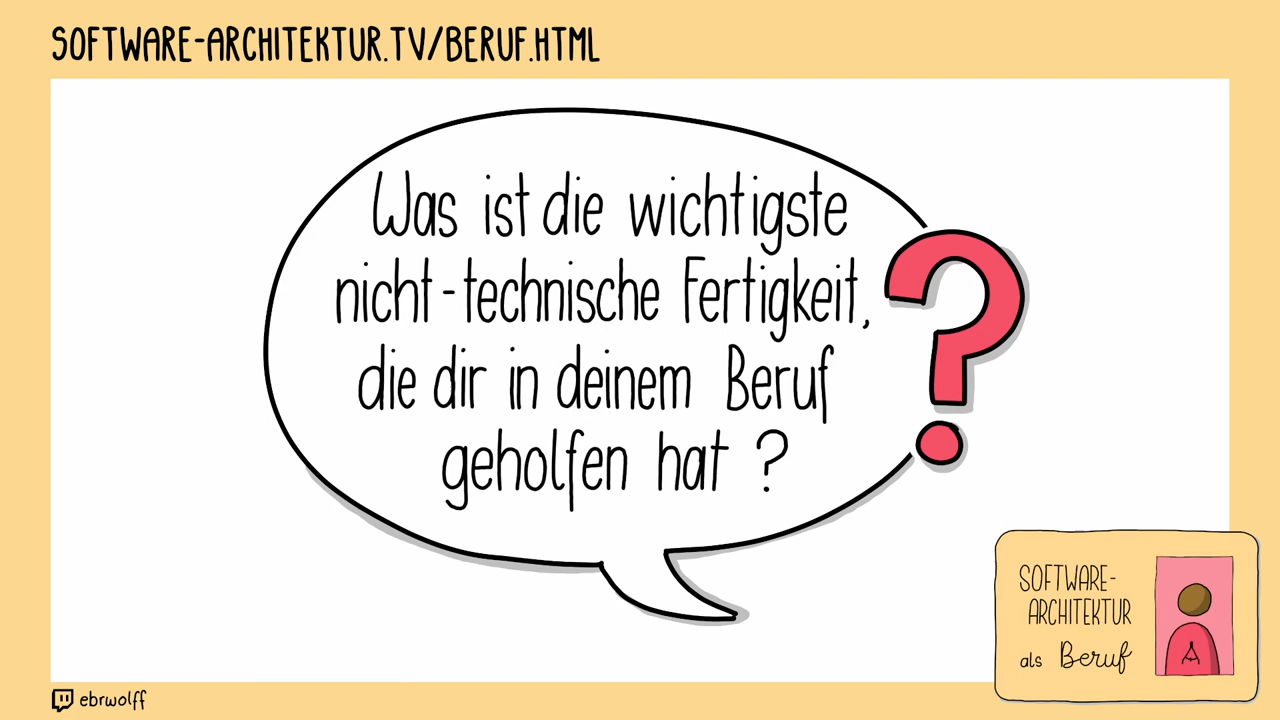 SOFTWARE-ARCHITEKTUR.TV/BERUF.HTML
Was ist die wichtigste
nicht-technische Fertigkeit,
die dir in deinem Beruf
geholfen hat ?
SOFTWARE-
ARCHITEKTUR
als Beruf
ebrwolff